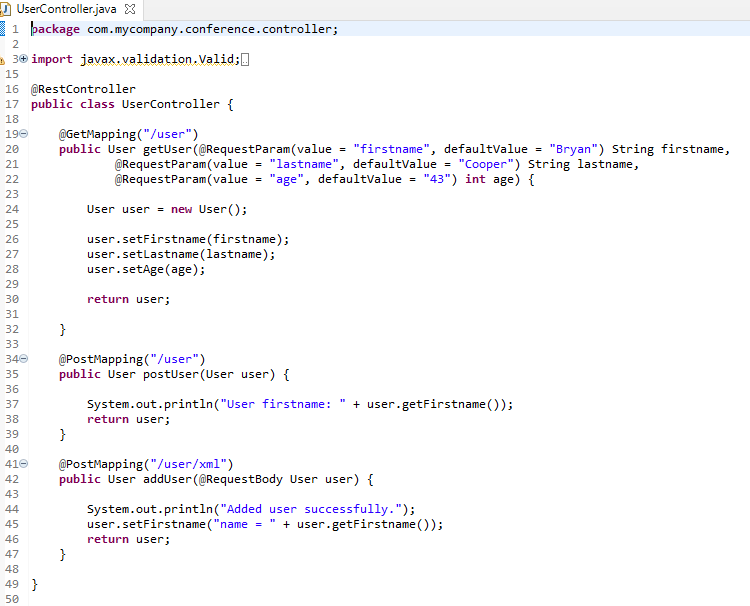 UserController.java
1 package com.mycompany.conference.controller;
2
3 import javax.validation.Valid;
15
16 @RestController
17 public class UserController {
18
19 @GetMapping("/user")
20 public User getUser(@RequestParam(value = "firstname", defaultValue = "Bryan") String firstname,
21 @RequestParam(value = "lastname", defaultValue = "Cooper") String lastname,
22 @RequestParam(value = "age", defaultValue = "43") int age) {
23
24 User user = new User();
25
26 user.setFirstname(firstname);
27 user.setLastname(lastname);
28 user.setAge(age);
29
30 return user;
31
32 }
33
34 @PostMapping("/user")
35 public User postUser(User user) {
36
37 System.out.println("User firstname: " + user.getFirstname());
38 return user;
39 }
40
41 @PostMapping("/user/xml")
42 public User addUser(@RequestBody User user) {
43
44 System.out.println("Added user successfully.");
45 user.setFirstname("name = " + user.getFirstname());
46 return user;
47 }
48
49 }
50